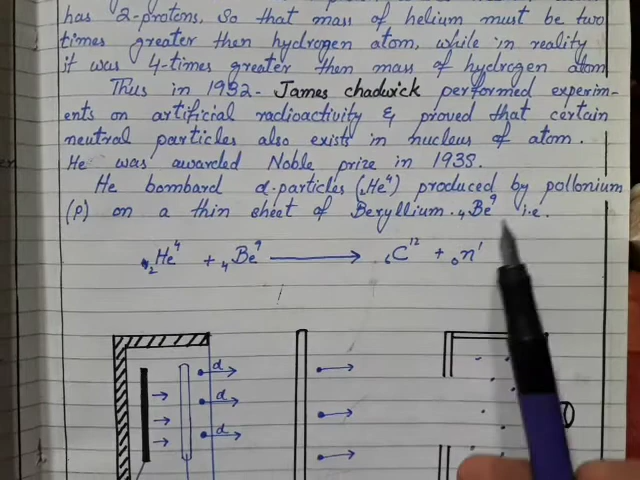 has 2-protons, so that mass of helium must be two
times greater then hydrogen atom, while in reality
it was 4-times greater then mass of hydrogen atom
Thus in 1932- James chadwick performed experim-
ents on artificial radioactivity & proved that certain
neutral particles also exists in nucleus of atom.
He was awarded Noble prize in 1935.
He bombard α-particles (₂He⁴) produced by pollonium
(p) on a thin sheet of Beryllium. ₄Be⁹ i.e.
₂He⁴ + ₄Be⁹ ⟶ ₆C¹² + ₀n¹
α
α
α